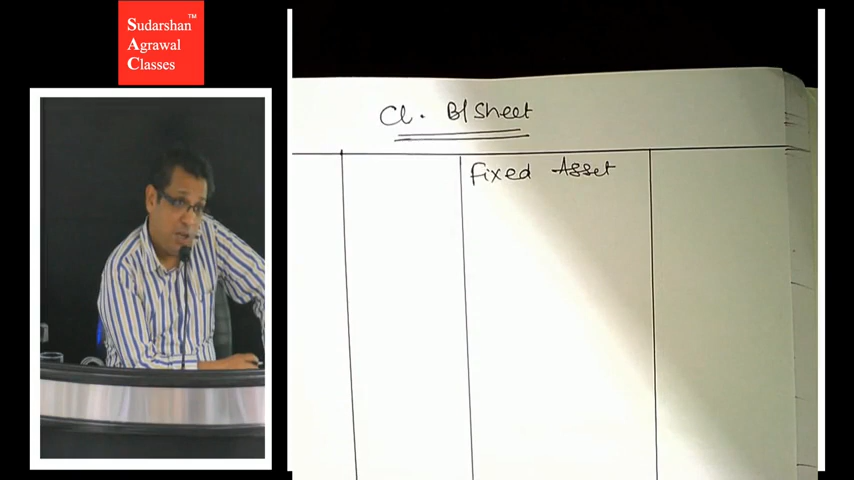 Sudarshan™
Agrawal
Classes
Cl. B/Sheet
Fixed Asset